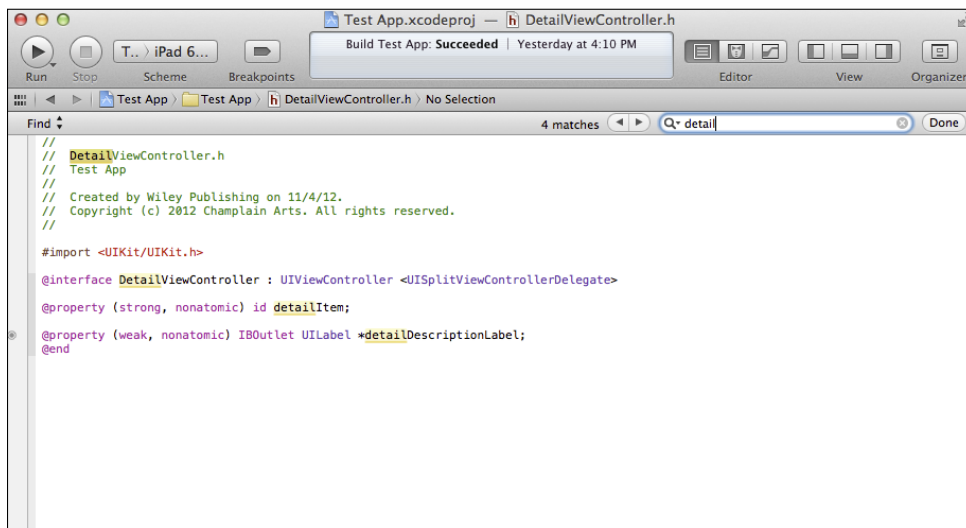 Test App.xcodeproj — h DetailViewController.h
T.. › iPad 6...
Build Test App: Succeeded | Yesterday at 4:10 PM
Run Stop Scheme Breakpoints Editor View Organizer
Test App › Test App › h DetailViewController.h › No Selection
Find 4 matches detail Done
//
// DetailViewController.h
// Test App
//
// Created by Wiley Publishing on 11/4/12.
// Copyright (c) 2012 Champlain Arts. All rights reserved.
//
#import <UIKit/UIKit.h>
@interface DetailViewController : UIViewController <UISplitViewControllerDelegate>
@property (strong, nonatomic) id detailItem;
@property (weak, nonatomic) IBOutlet UILabel *detailDescriptionLabel;
@end